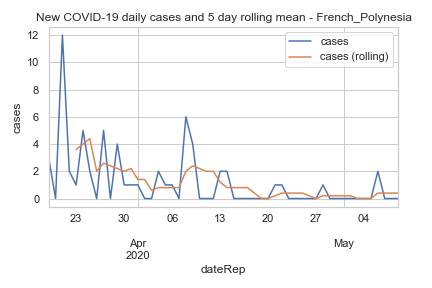 New COVID-19 daily cases and 5 day rolling mean - French_Polynesia
cases
cases (rolling)
12
10
8
6
4
2
0
cases
23
30
06
13
20
27
04
Apr
May
2020
dateRep